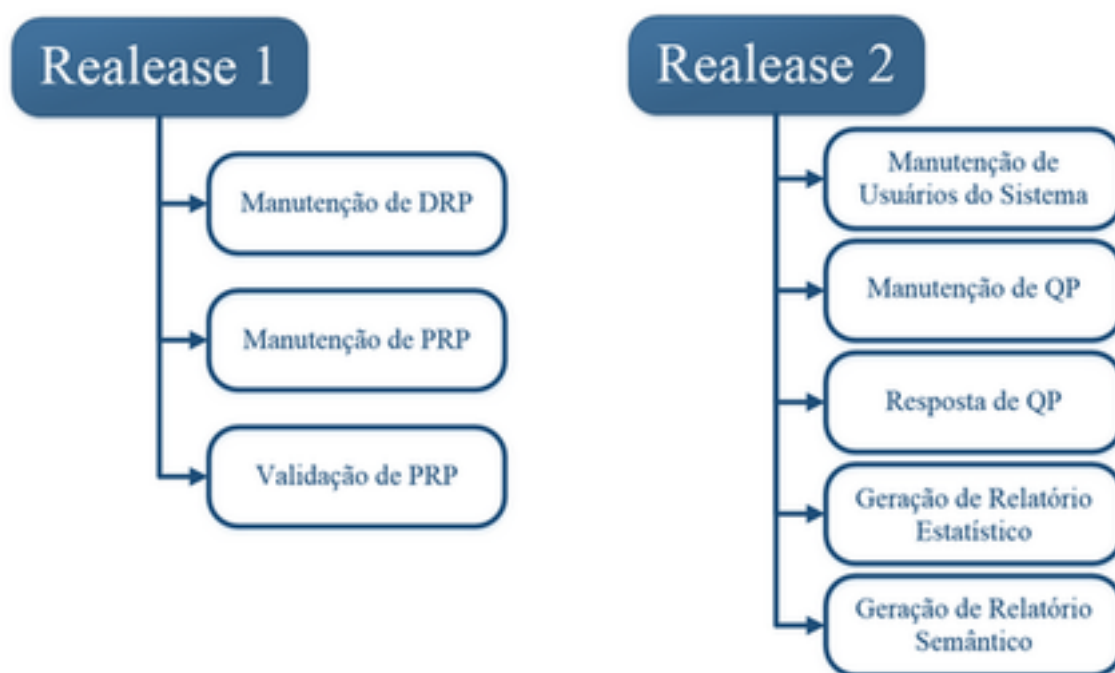 Realease 1
Manutenção de DRP
Manutenção de PRP
Validação de PRP
Realease 2
Manutenção de
Usuários do Sistema
Manutenção de QP
Resposta de QP
Geração de Relatório
Estatístico
Geração de Relatório
Semântico